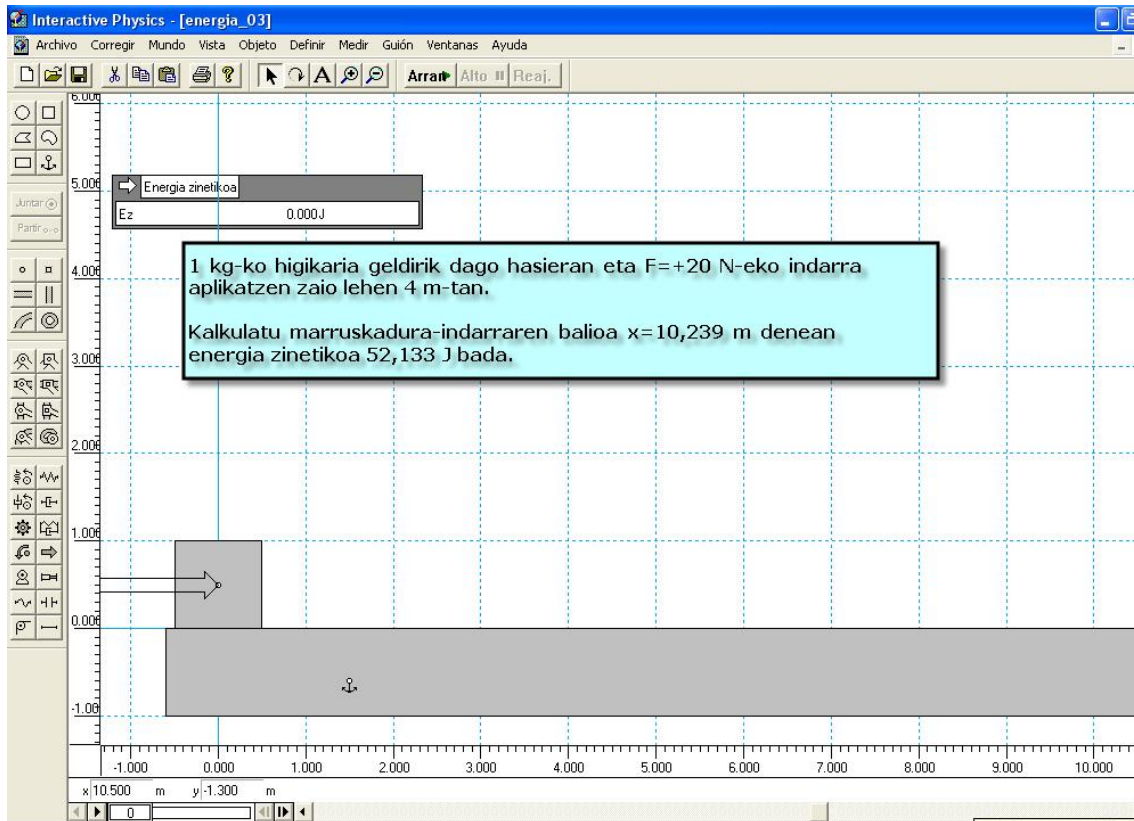 Interactive Physics - [energia_03]
Archivo Corregir Mundo Vista Objeto Definir Medir Guión Ventanas Ayuda
Alto Reaj.
6.000
5.000
Energia zinetikoa
Ez 0.000 J
1 kg-ko higikaria geldirik dago hasieran eta F=+20 N-eko indarra
aplikatzen zaio lehen 4 m-tan.
Kalkulatu marruskadura-indarraren balioa x=10,239 m denean
energia zinetikoa 52,133 J bada.
Juntar
Partir
4.000
3.000
2.000
1.000
0.000
-1.00
-1.000 0.000 1.000 2.000 3.000 4.000 5.000 6.000 7.000 8.000 9.000 10.000
x 10.500 m y -1.300 m
0